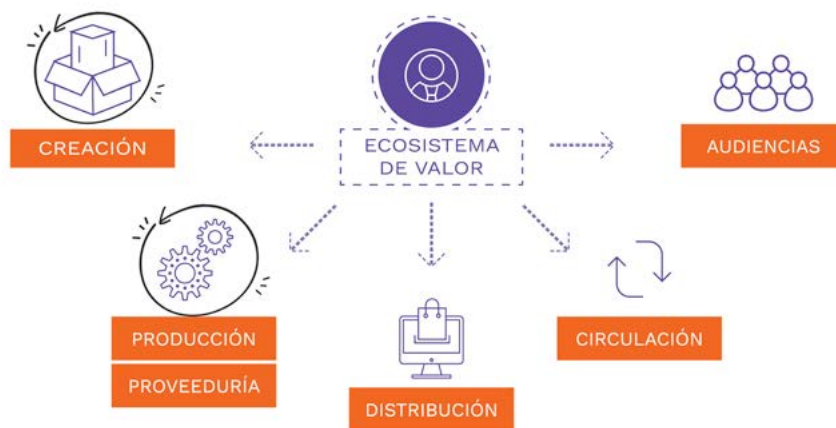 ECOSISTEMA
DE VALOR
CREACIÓN
AUDIENCIAS
PRODUCCIÓN
PROVEEDURÍA
DISTRIBUCIÓN
CIRCULACIÓN